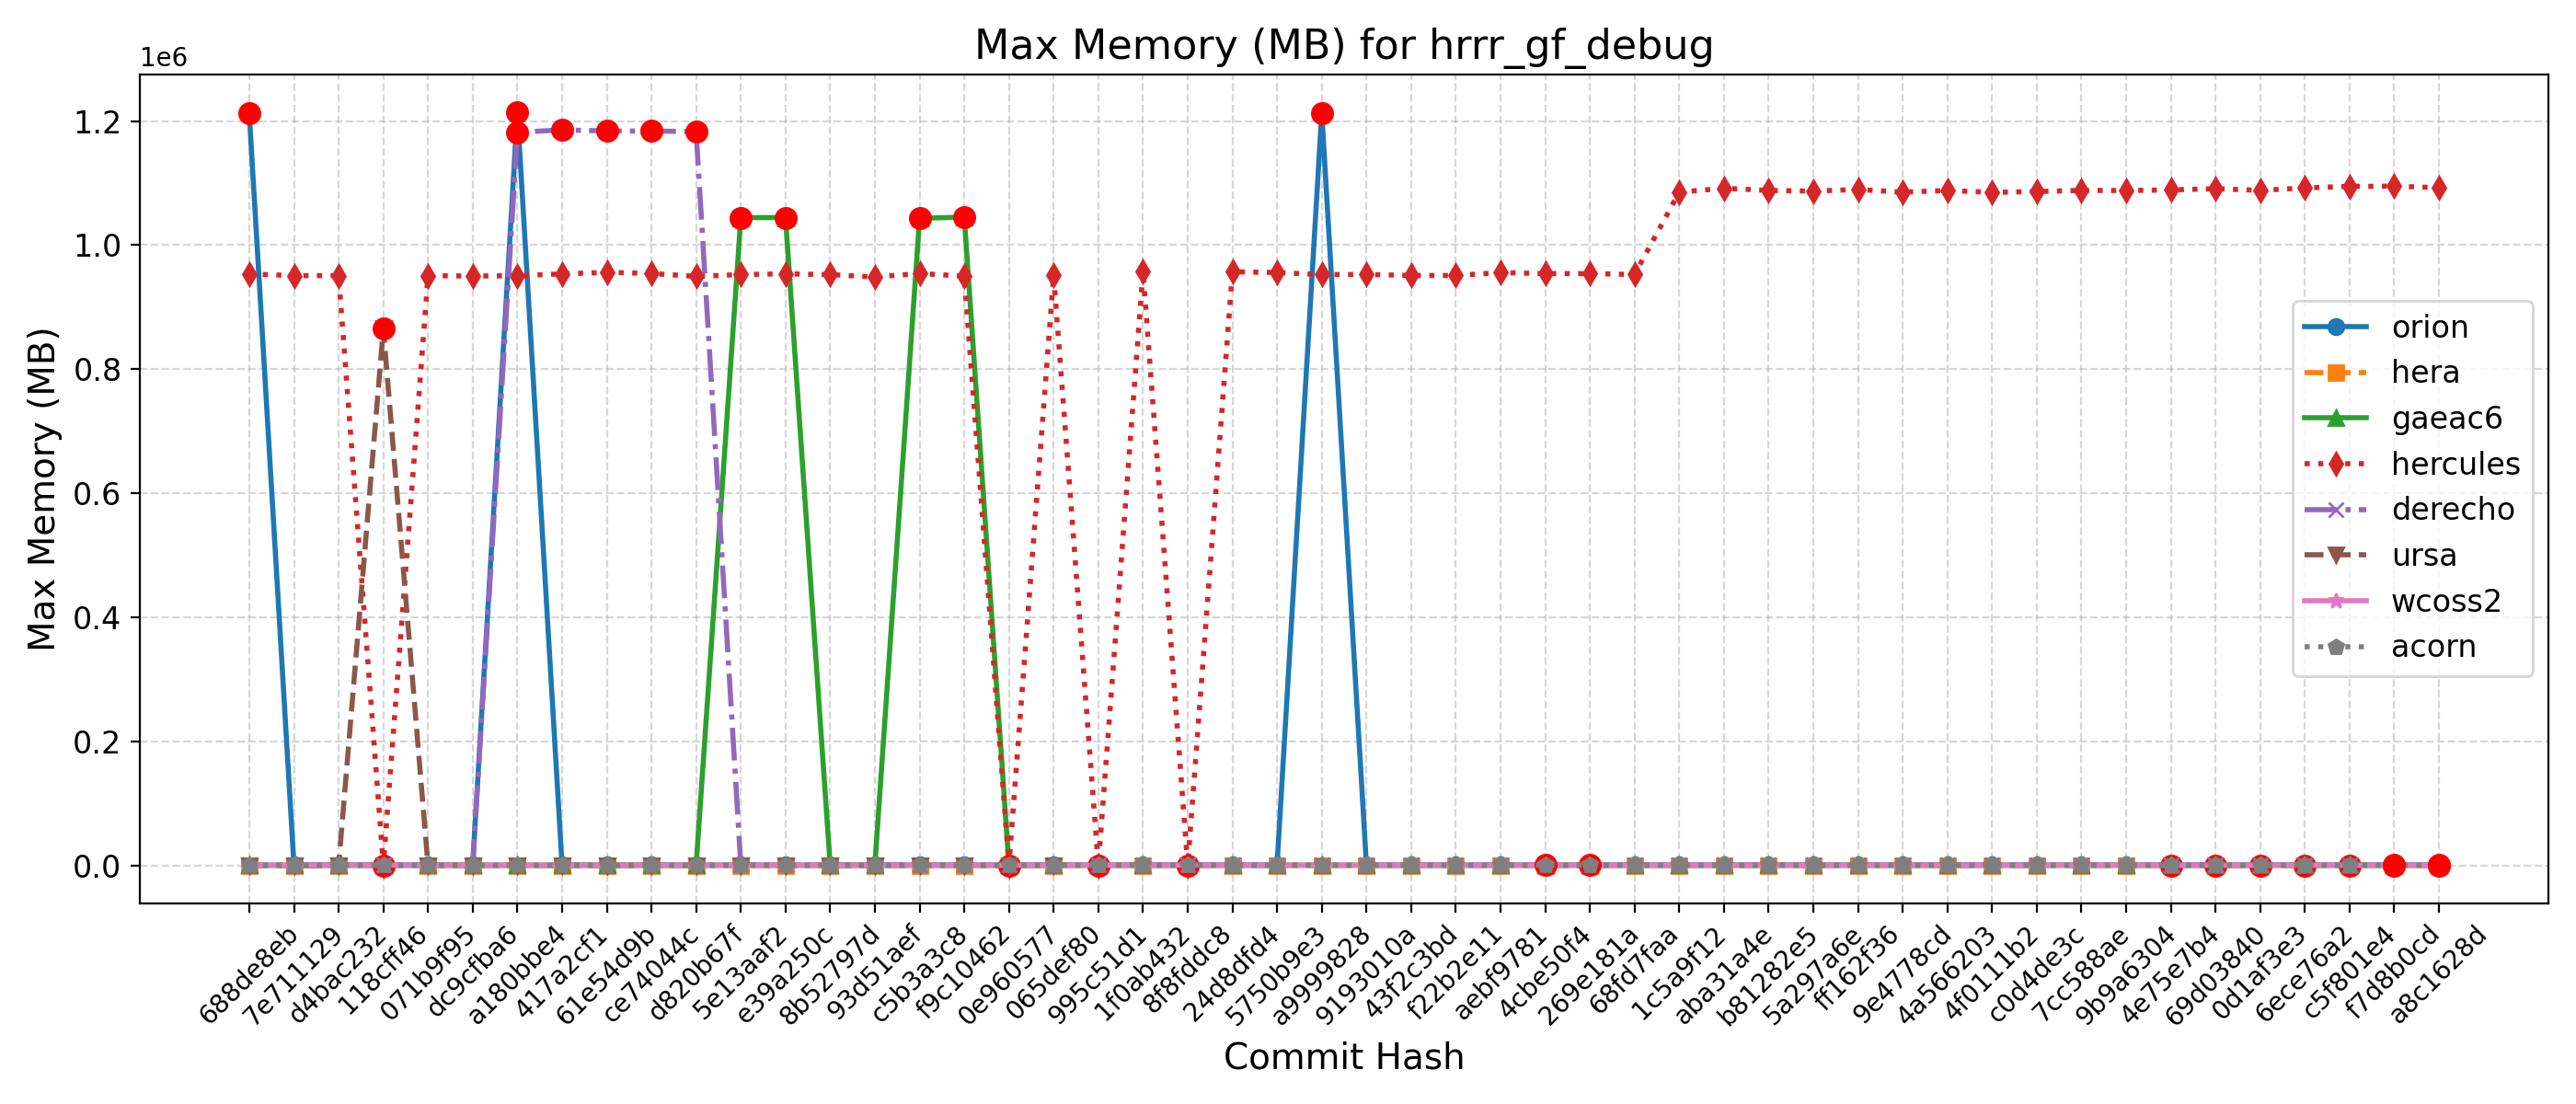 Max Memory (MB) for hrrr_gf_debug
1e6
1.2
1.0
0.8
0.6
0.4
0.2
0.0
Max Memory (MB)
orion
hera
gaeac6
hercules
derecho
ursa
wcoss2
acorn
688de8eb
7e711129
d4bac232
118cff46
071b9f95
dc9cfba6
a180bbe4
417a2cf1
61e54d9b
ce74044c
d820b67f
5e13aaf2
e39a250c
8b52797d
93d51aef
c5b3a3c8
f9c10462
0e960577
065def80
995c51d1
1f0ab432
8f8fddc8
24d8dfd4
5750b9e3
a9999828
9193010a
43f2c3bd
f22b2e11
aebf9781
4cbe50f4
269e181a
68fd7faa
1c5a9f12
aba31a4e
b81282e5
5a297a6e
ff162f36
9e4778cd
4a566203
4f0111b2
c0d4de3c
7cc588ae
9b9a6304
4e75e7b4
69d03840
0d1af3e3
6ece76a2
c5f801e4
f7d8b0cd
a8c1628d
Commit Hash